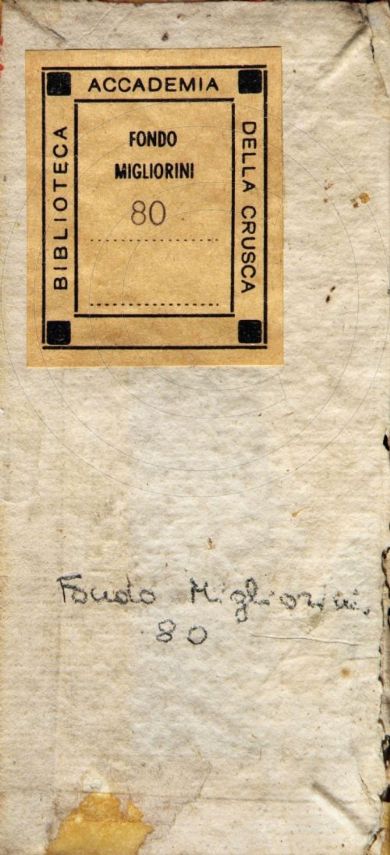 BIBLIOTECA
ACCADEMIA
DELLA CRUSCA
FONDO
MIGLIORINI
80
Fondo Migliorini.
80